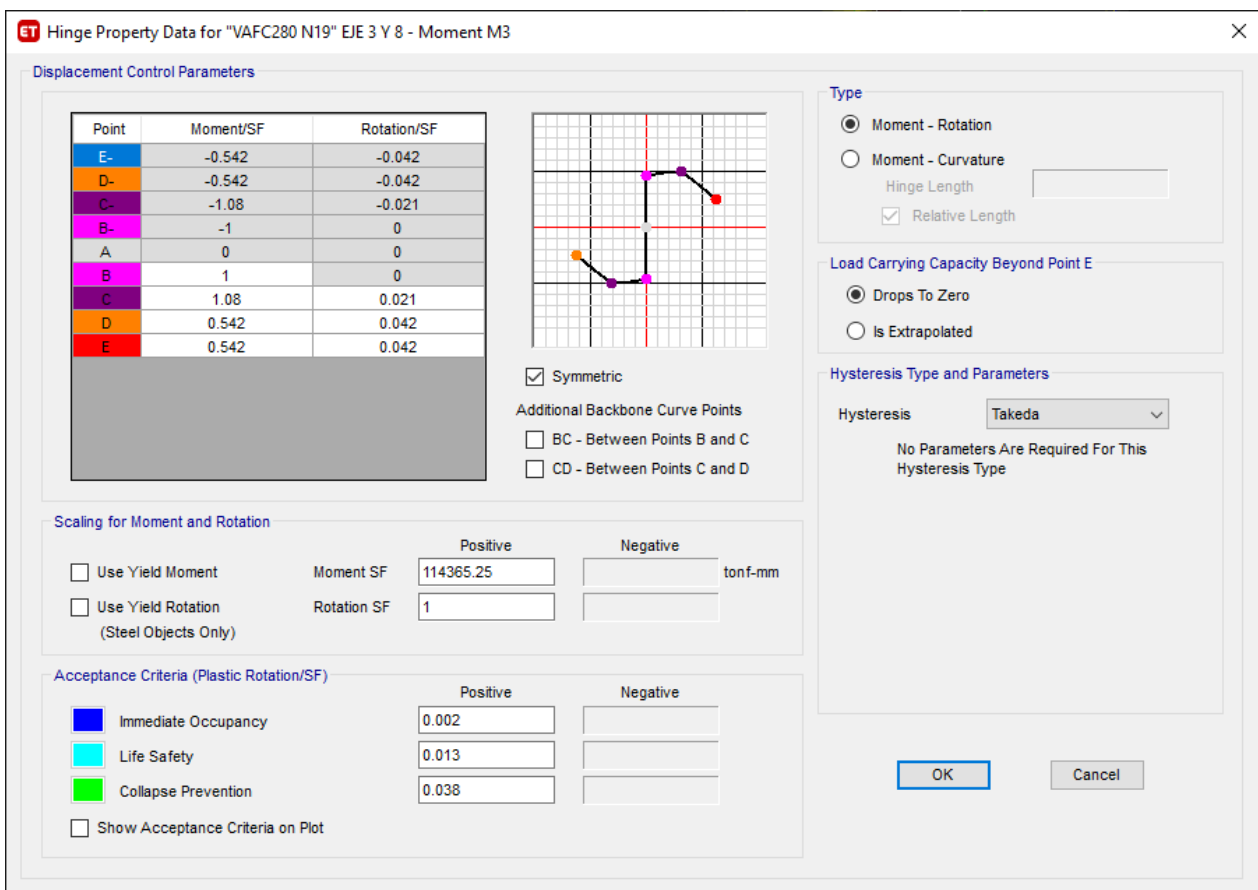 ET Hinge Property Data for "VAFC280 N19" EJE 3 Y 8 - Moment M3
Displacement Control Parameters
Point Moment/SF Rotation/SF
E- -0.542 -0.042
D- -0.542 -0.042
C- -1.08 -0.021
B- -1 0
A 0 0
B 1 0
C 1.08 0.021
D 0.542 0.042
E 0.542 0.042
Symmetric
Additional Backbone Curve Points
BC - Between Points B and C
CD - Between Points C and D
Type
Moment - Rotation
Moment - Curvature
Hinge Length
Relative Length
Load Carrying Capacity Beyond Point E
Drops To Zero
Is Extrapolated
Hysteresis Type and Parameters
Hysteresis Takeda
No Parameters Are Required For This
Hysteresis Type
Scaling for Moment and Rotation
Positive Negative
Use Yield Moment Moment SF 114365.25 tonf-mm
Use Yield Rotation Rotation SF 1
(Steel Objects Only)
Acceptance Criteria (Plastic Rotation/SF)
Positive Negative
Immediate Occupancy 0.002
Life Safety 0.013
Collapse Prevention 0.038
Show Acceptance Criteria on Plot
OK Cancel